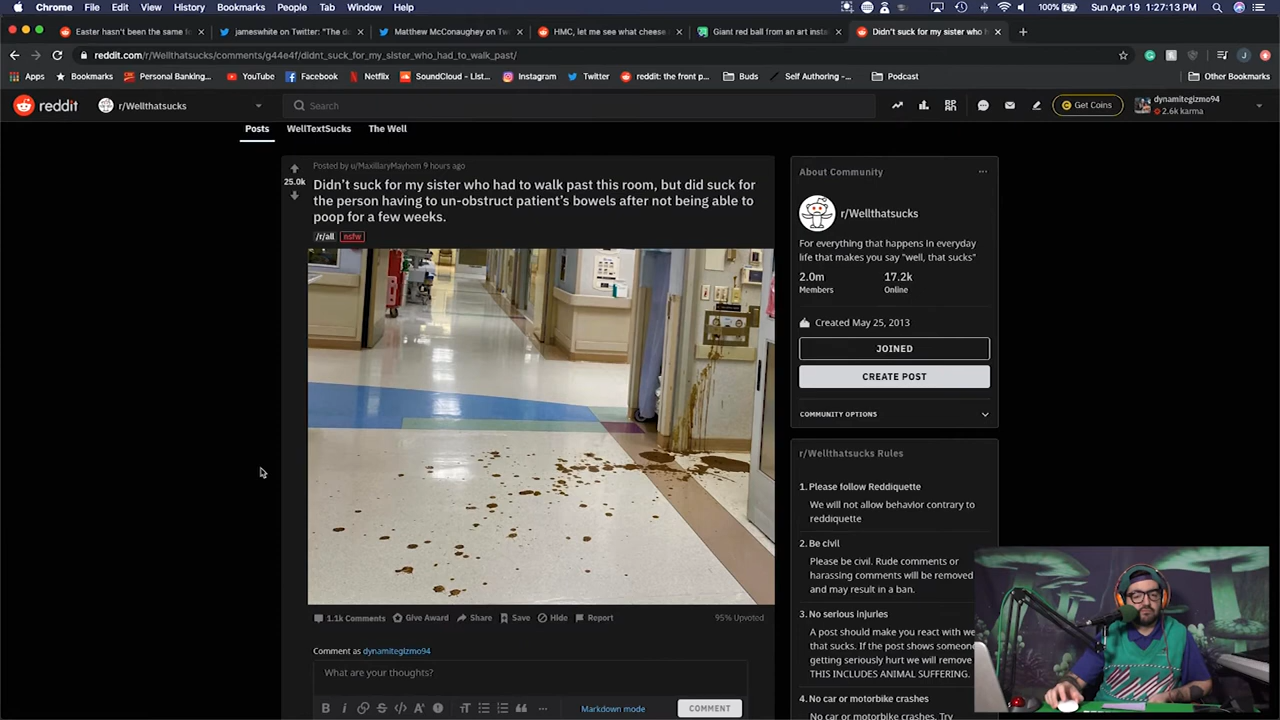 Chrome File Edit View History Bookmarks People Tab Window Help 100% Sun Apr 19 1:27:13 PM
Easter hasn't been the same fo jameswhite on Twitter: "The do Matthew McConaughey on Tw HMC, let me see what cheese Giant red ball from an art insta Didn't suck for my sister who h
reddit.com/r/Wellthatsucks/comments/g44e4f/didnt_suck_for_my_sister_who_had_to_walk_past/
Apps Bookmarks Personal Banking... YouTube Facebook Netflix SoundCloud – List... Instagram Twitter reddit: the front p... Buds Self Authoring -... Podcast Other Bookmarks
reddit r/Wellthatsucks Search Get Coins dynamitegizmo94
2.6k karma
Posts WellTextSucks The Well
Posted by u/MaxillaryMayhem 9 hours ago
25.0k
Didn't suck for my sister who had to walk past this room, but did suck for
the person having to un-obstruct patient's bowels after not being able to
poop for a few weeks.
/r/all nsfw
1.1k Comments Give Award Share Save Hide Report 95% Upvoted
Comment as dynamitegizmo94
What are your thoughts?
Markdown mode COMMENT
About Community
r/Wellthatsucks
For everything that happens in everyday
life that makes you say "well, that sucks"
2.0m 17.2k
Members Online
Created May 25, 2013
JOINED
CREATE POST
COMMUNITY OPTIONS
r/Wellthatsucks Rules
1. Please follow Reddiquette
We will not allow behavior contrary to
reddiquette
2. Be civil
Please be civil. Rude comments or
harassing comments will be removed
and may result in a ban.
3. No serious injuries
A post should make you react with we
that sucks. If the post shows someone
getting seriously hurt we will remove
THIS INCLUDES ANIMAL SUFFERING.
4. No car or motorbike crashes
No car or motorbike crashes. Try